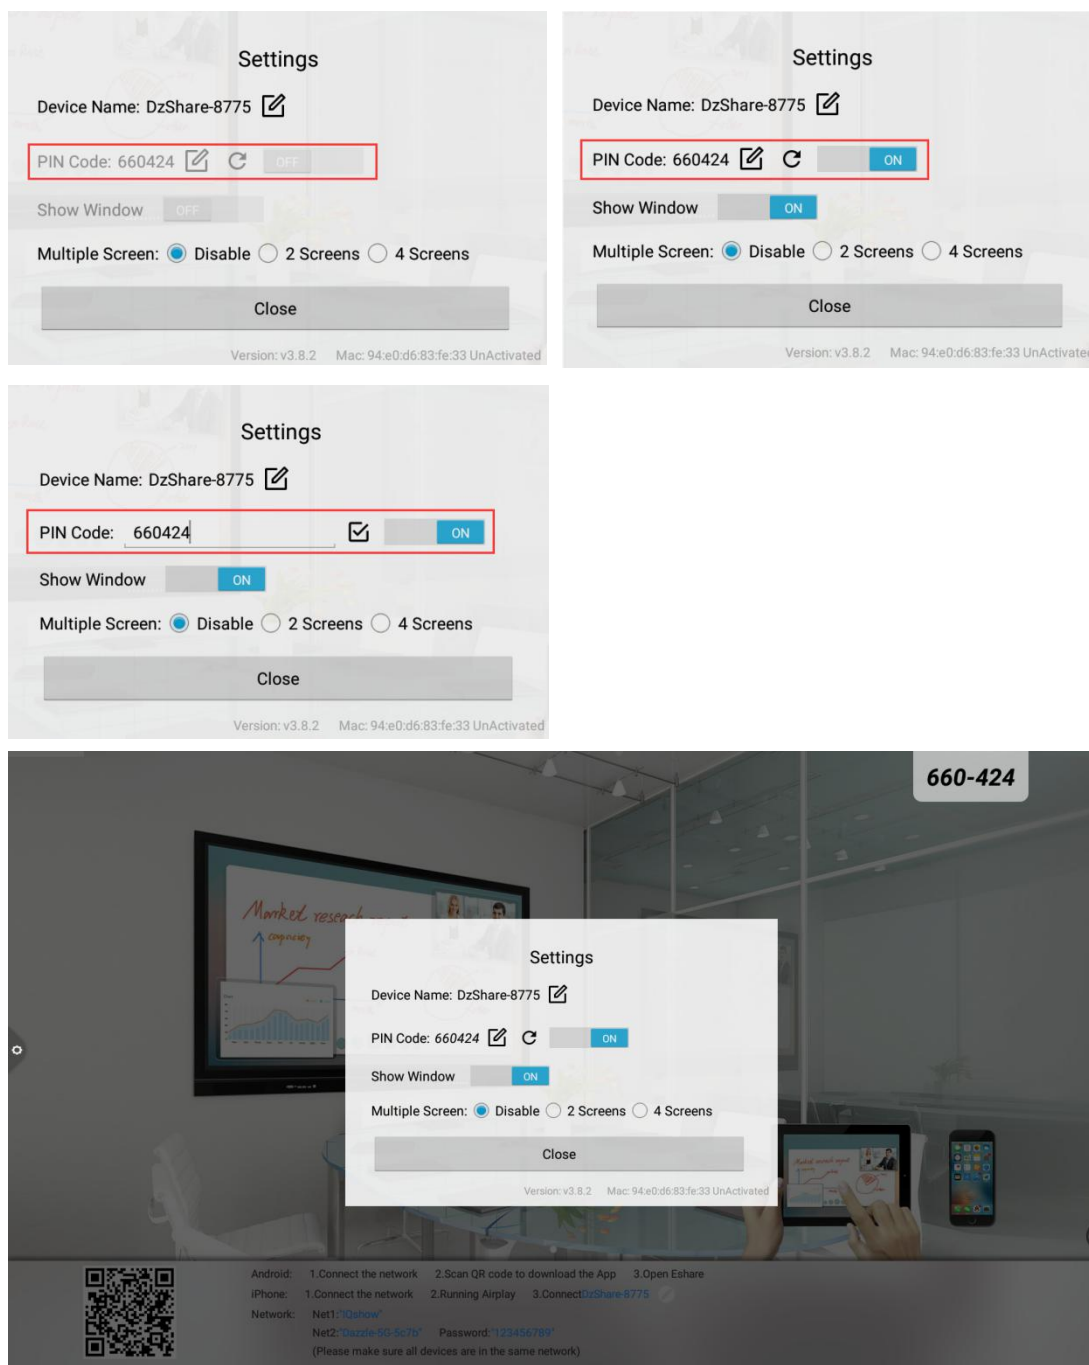 Settings
Device Name: DzShare-8775
PIN Code: 660424 OFF
Show Window OFF
Multiple Screen: Disable 2 Screens 4 Screens
Close
Version: v3.8.2 Mac: 94:e0:d6:83:fe:33 UnActivated
Settings
Device Name: DzShare-8775
PIN Code: 660424 ON
Show Window ON
Multiple Screen: Disable 2 Screens 4 Screens
Close
Version: v3.8.2 Mac: 94:e0:d6:83:fe:33 UnActivated
Settings
Device Name: DzShare-8775
PIN Code: 660424 ON
Show Window ON
Multiple Screen: Disable 2 Screens 4 Screens
Close
Version: v3.8.2 Mac: 94:e0:d6:83:fe:33 UnActivated
660-424
Market research
Settings
Device Name: DzShare-8775
PIN Code: 660424 ON
Show Window ON
Multiple Screen: Disable 2 Screens 4 Screens
Close
Version: v3.8.2 Mac: 94:e0:d6:83:fe:33 UnActivated
Android: 1.Connect the network 2.Scan QR code to download the App 3.Open Eshare
iPhone: 1.Connect the network 2.Running Airplay 3.ConnectDzShare-8775
Network: Net1:"IQshow"
Net2:"Dazzle-5G-5c7b" Password:"123456789"
(Please make sure all devices are in the same network)